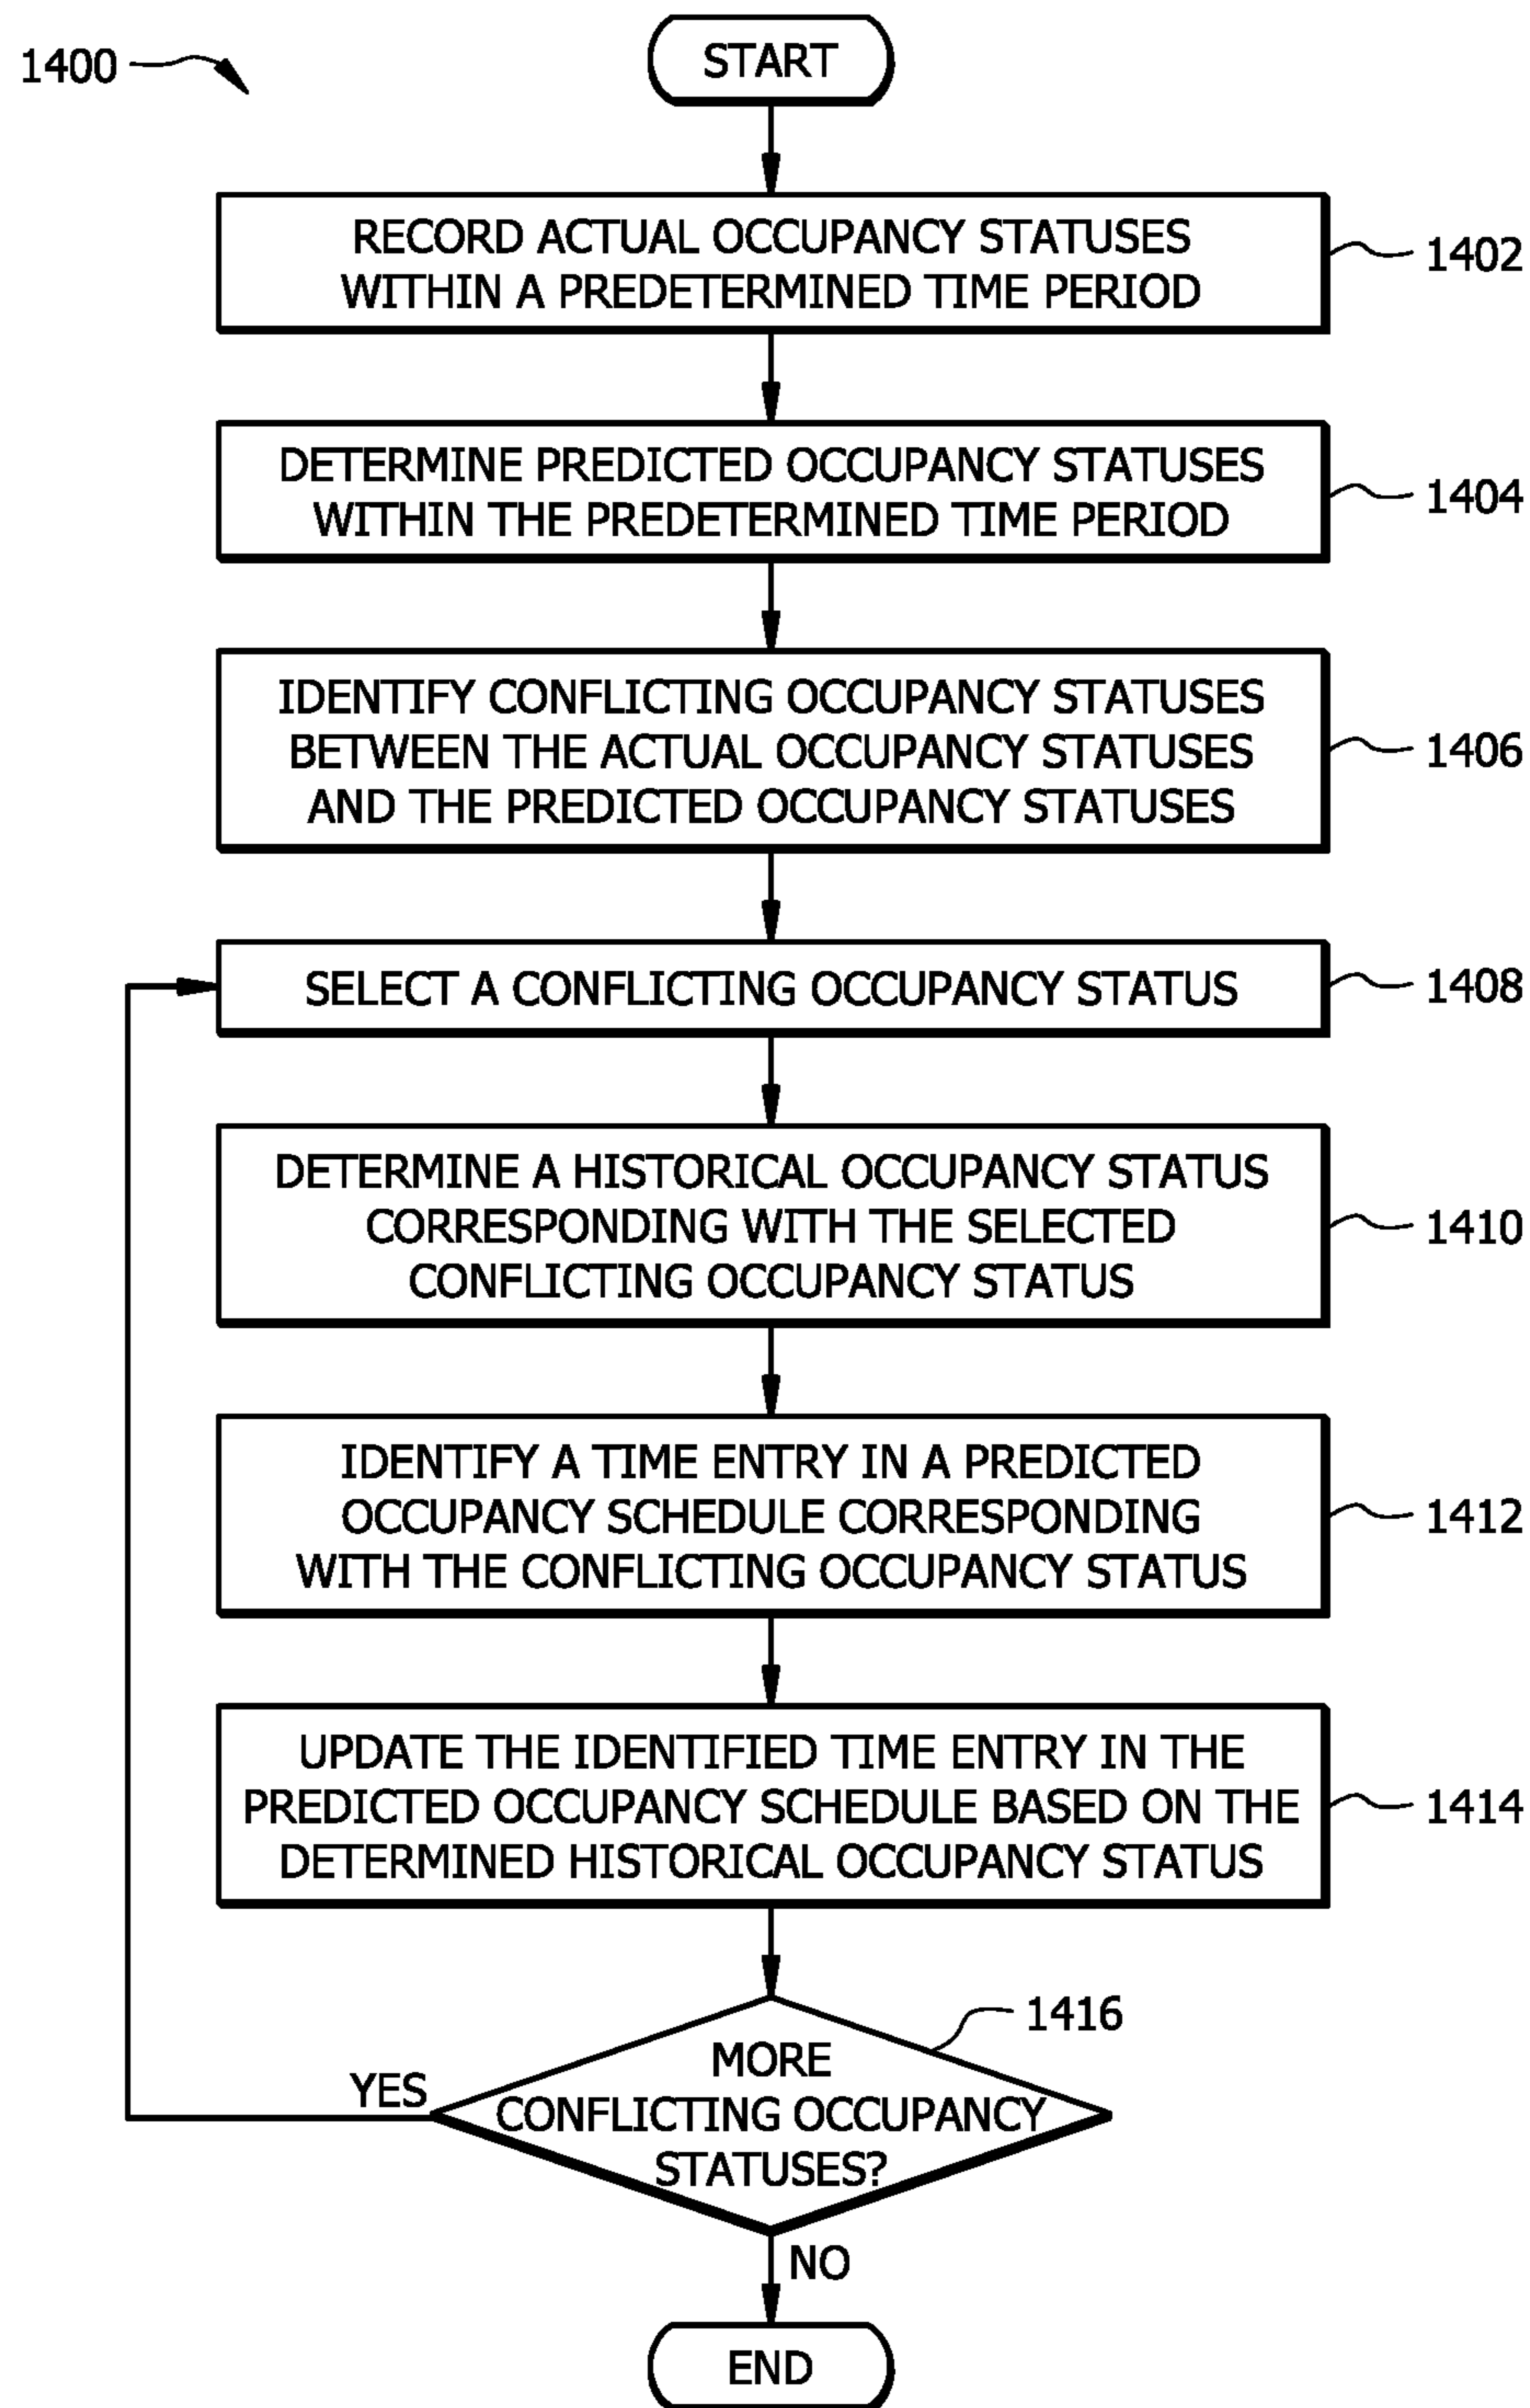 1400
START
RECORD ACTUAL OCCUPANCY STATUSES
WITHIN A PREDETERMINED TIME PERIOD
1402
DETERMINE PREDICTED OCCUPANCY STATUSES
WITHIN THE PREDETERMINED TIME PERIOD
1404
IDENTIFY CONFLICTING OCCUPANCY STATUSES
BETWEEN THE ACTUAL OCCUPANCY STATUSES
AND THE PREDICTED OCCUPANCY STATUSES
1406
SELECT A CONFLICTING OCCUPANCY STATUS
1408
DETERMINE A HISTORICAL OCCUPANCY STATUS
CORRESPONDING WITH THE SELECTED
CONFLICTING OCCUPANCY STATUS
1410
IDENTIFY A TIME ENTRY IN A PREDICTED
OCCUPANCY SCHEDULE CORRESPONDING
WITH THE CONFLICTING OCCUPANCY STATUS
1412
UPDATE THE IDENTIFIED TIME ENTRY IN THE
PREDICTED OCCUPANCY SCHEDULE BASED ON THE
DETERMINED HISTORICAL OCCUPANCY STATUS
1414
1416
MORE
CONFLICTING OCCUPANCY
STATUSES?
YES
NO
END